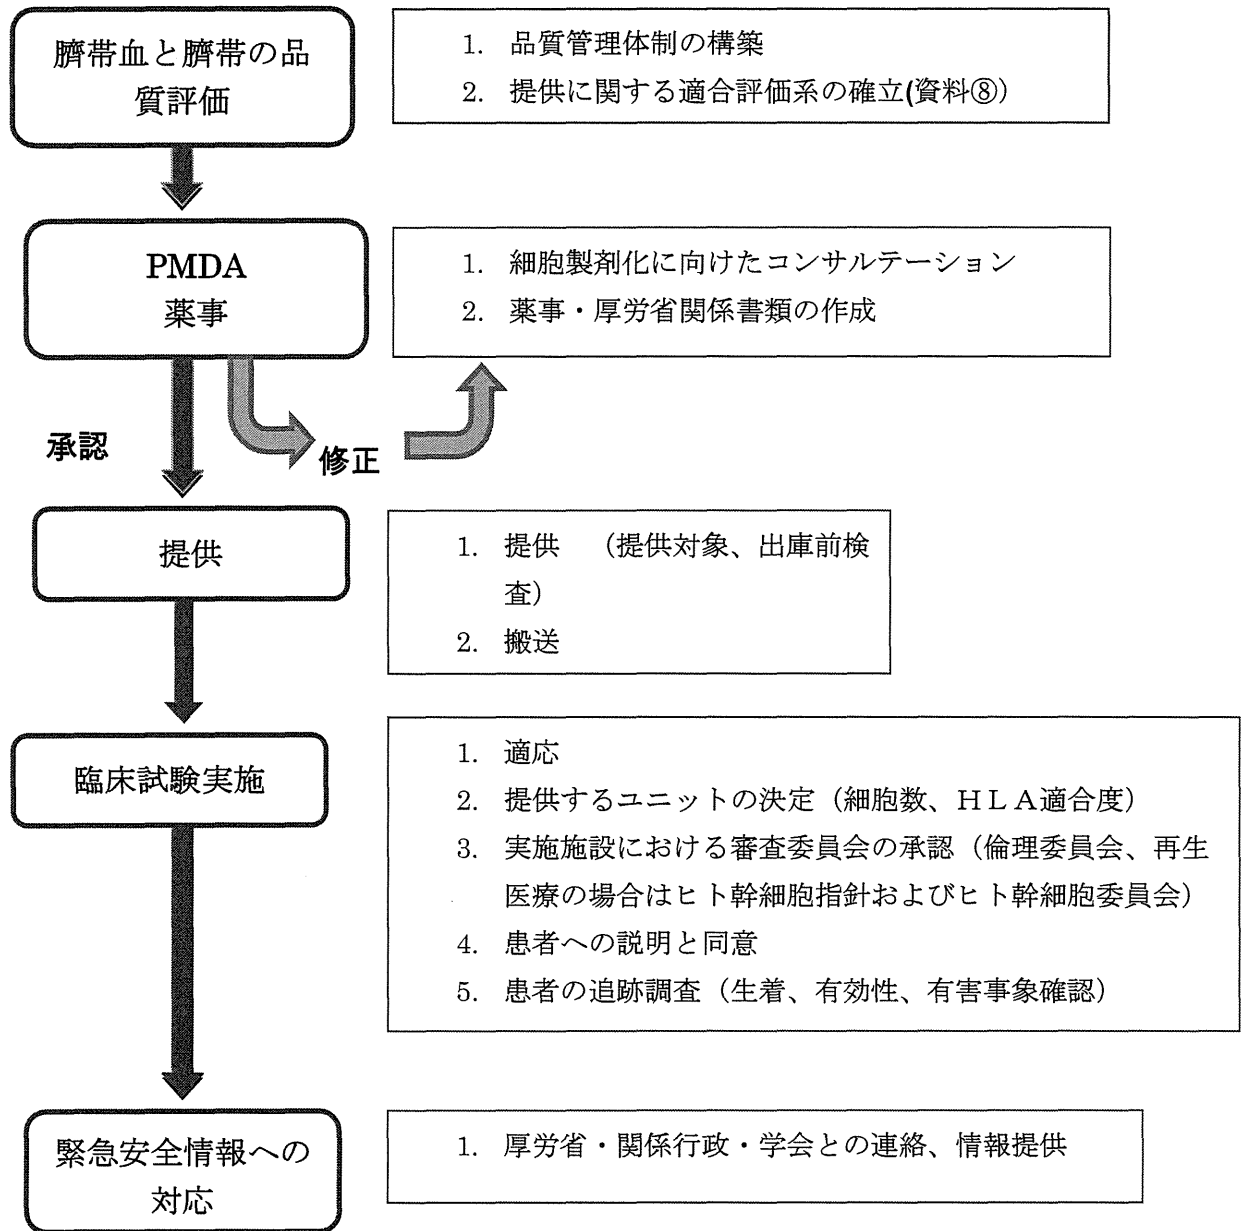 臍帯血と臍帯の品
質評価
1. 品質管理体制の構築
2. 提供に関する適合評価系の確立(資料⑧)
PMDA
薬事
1. 細胞製剤化に向けたコンサルテーション
2. 薬事・厚労省関係書類の作成
承認
修正
提供
1. 提供 (提供対象、出庫前検
査)
2. 搬送
臨床試験実施
1. 適応
2. 提供するユニットの決定(細胞数、HLA適合度)
3. 実施施設における審査委員会の承認(倫理委員会、再生
医療の場合はヒト幹細胞指針およびヒト幹細胞委員会)
4. 患者への説明と同意
5. 患者の追跡調査(生着、有効性、有害事象確認)
緊急安全情報への
対応
1. 厚労省・関係行政・学会との連絡、情報提供